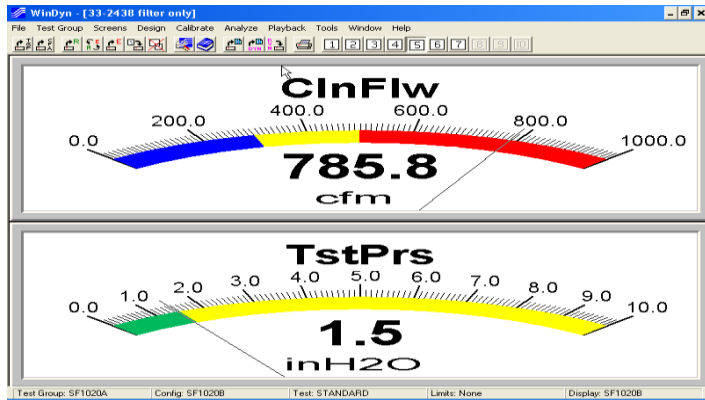 WinDyn - [33-2438 filter only]
File Test Group Screens Design Calibrate Analyze Playback Tools Window Help
1 2 3 4 5 6 7 8 9 10
ClnFlw
0.0 200.0 400.0 600.0 800.0 1000.0
785.8
cfm
TstPrs
0.0 1.0 2.0 3.0 4.0 5.0 6.0 7.0 8.0 9.0 10.0
1.5
inH2O
Test Group: SF1020A Config: SF1020B Test: STANDARD Limits: None Display: SF1020B